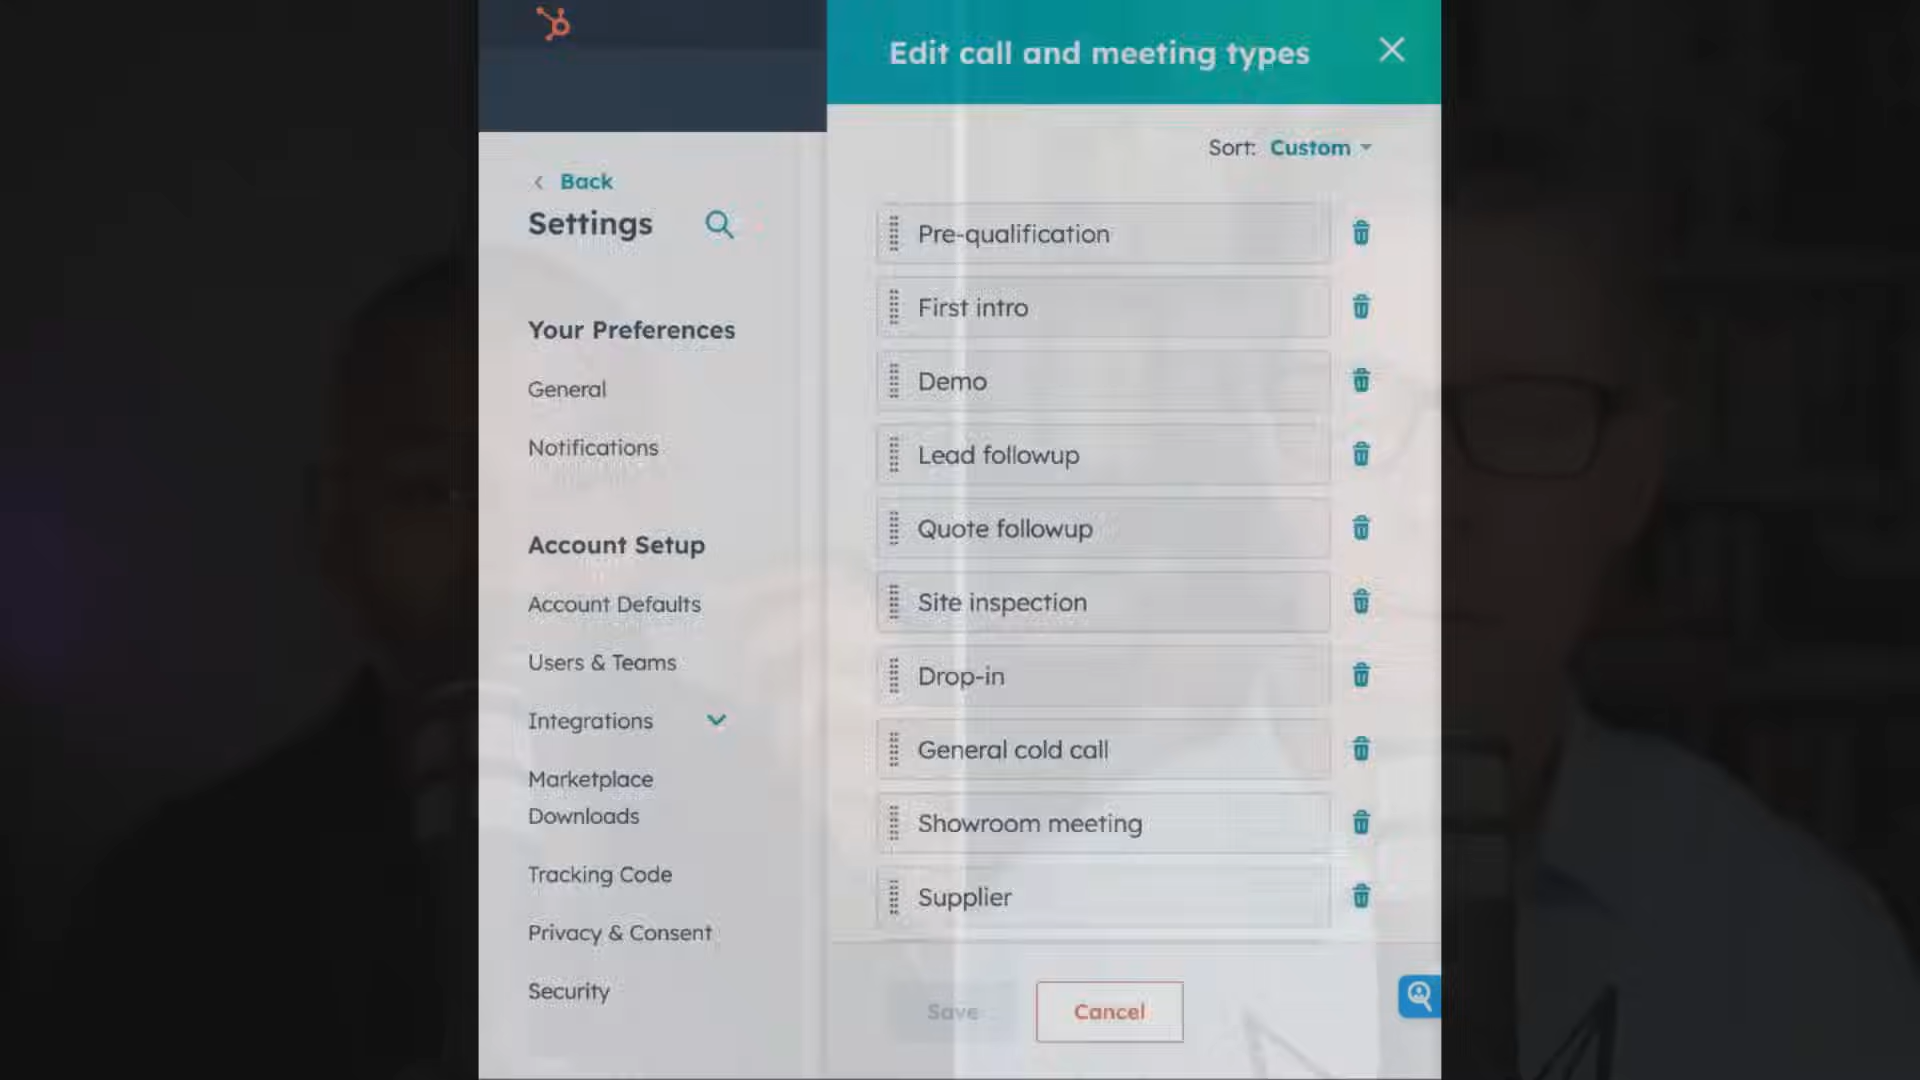 Edit call and meeting types
Sort: Custom
Back
Settings
Your Preferences
General
Notifications
Account Setup
Account Defaults
Users & Teams
Integrations
Marketplace
Downloads
Tracking Code
Privacy & Consent
Security
Pre-qualification
First intro
Demo
Lead followup
Quote followup
Site inspection
Drop-in
General cold call
Showroom meeting
Supplier
Save
Cancel